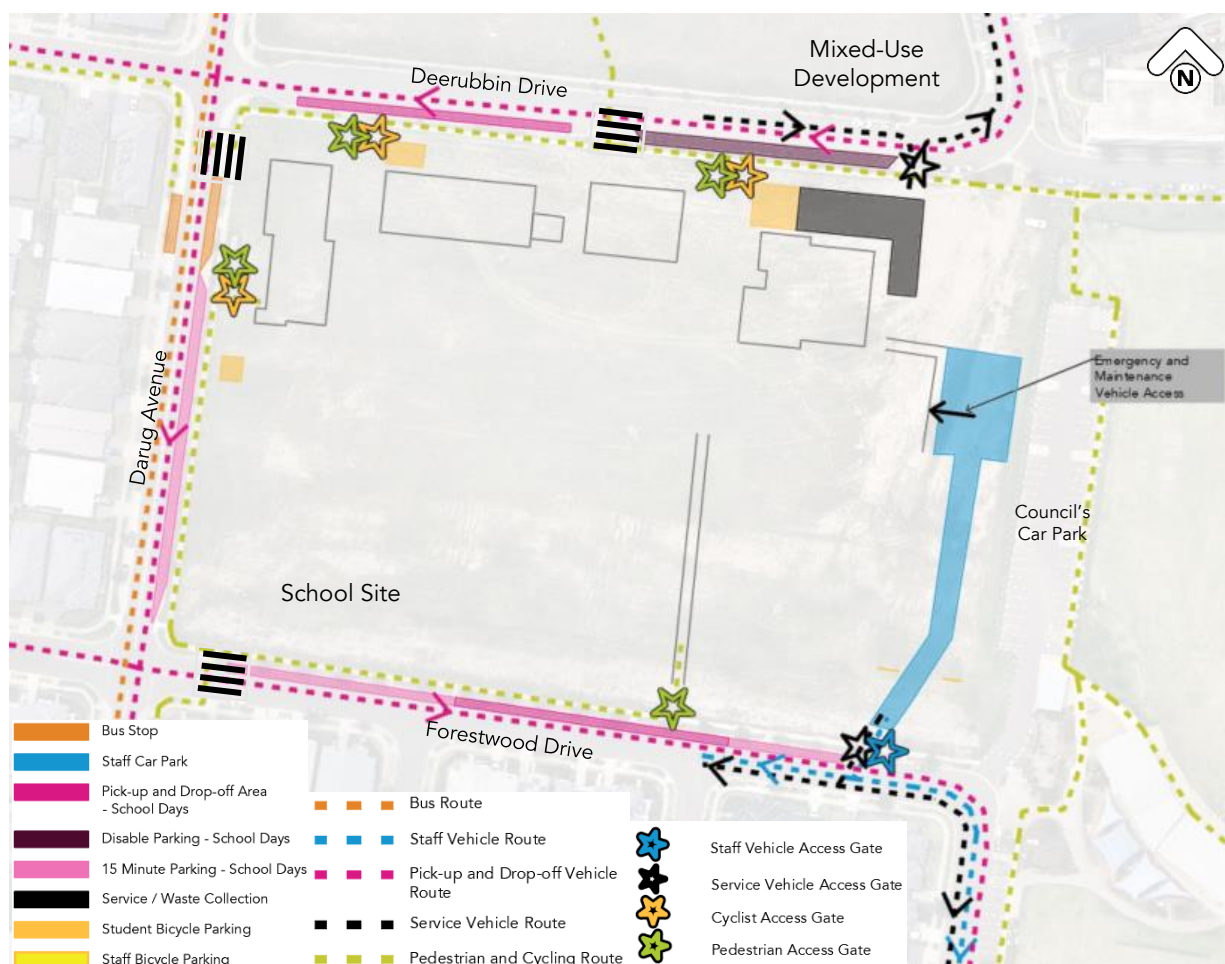 Mixed-Use
Development
N
Deerubbin Drive
Emergency and
Maintenance
Vehicle Access
Darug Avenue
Council's
Car Park
School Site
Forestwood Drive
Bus Stop
Staff Car Park
Pick-up and Drop-off Area
- School Days
Disable Parking - School Days
15 Minute Parking - School Days
Service / Waste Collection
Student Bicycle Parking
Staff Bicycle Parking
Bus Route
Staff Vehicle Route
Pick-up and Drop-off Vehicle
Route
Service Vehicle Route
Pedestrian and Cycling Route
Staff Vehicle Access Gate
Service Vehicle Access Gate
Cyclist Access Gate
Pedestrian Access Gate